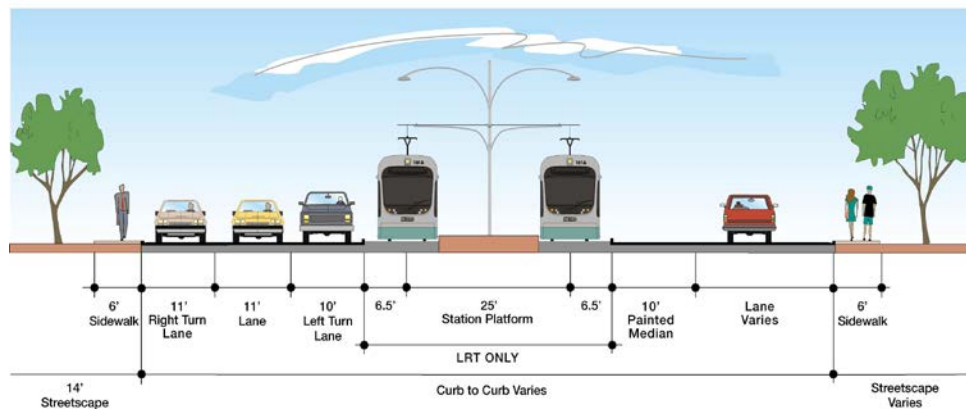 6'
Sidewalk
11'
Right Turn
Lane
11'
Lane
10'
Left Turn
Lane
6.5'
25'
Station Platform
6.5'
10'
Painted
Median
Lane
Varies
6'
Sidewalk
LRT ONLY
14'
Streetscape
Curb to Curb Varies
Streetscape
Varies